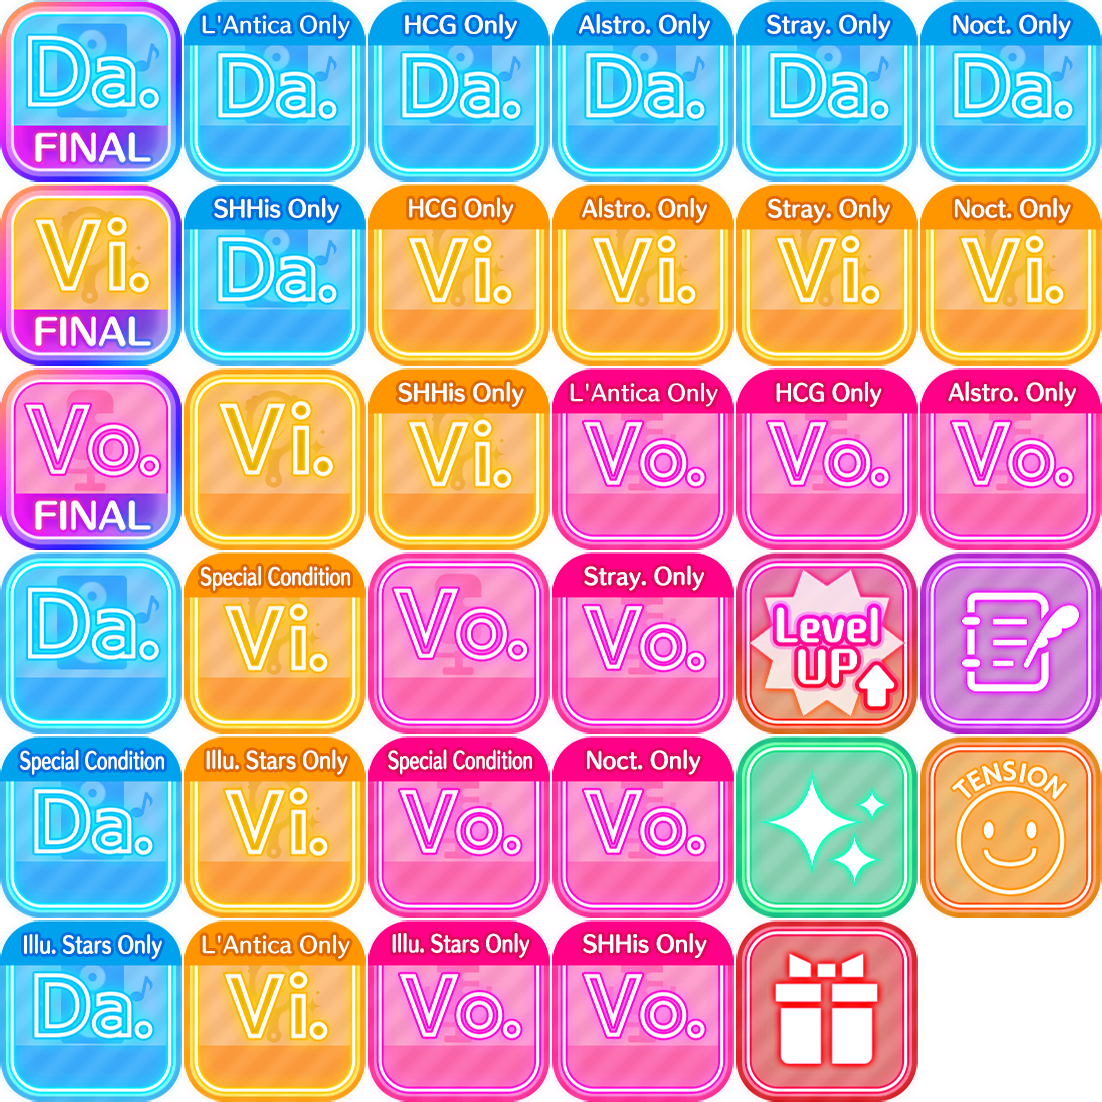 Da.
FINAL
L'Antica Only
Da.
HCG Only
Da.
Alstro. Only
Da.
Stray. Only
Da.
Noct. Only
Da.
Vi.
FINAL
SHHis Only
Da.
HCG Only
Vi.
Alstro. Only
Vi.
Stray. Only
Vi.
Noct. Only
Vi.
Vo.
FINAL
Vi.
SHHis Only
Vi.
L'Antica Only
Vo.
HCG Only
Vo.
Alstro. Only
Vo.
Da.
Special Condition
Vi.
Vo.
Stray. Only
Vo.
Level
UP
Special Condition
Da.
Illu. Stars Only
Vi.
Special Condition
Vo.
Noct. Only
Vo.
TENSION
Illu. Stars Only
Da.
L'Antica Only
Vi.
Illu. Stars Only
Vo.
SHHis Only
Vo.